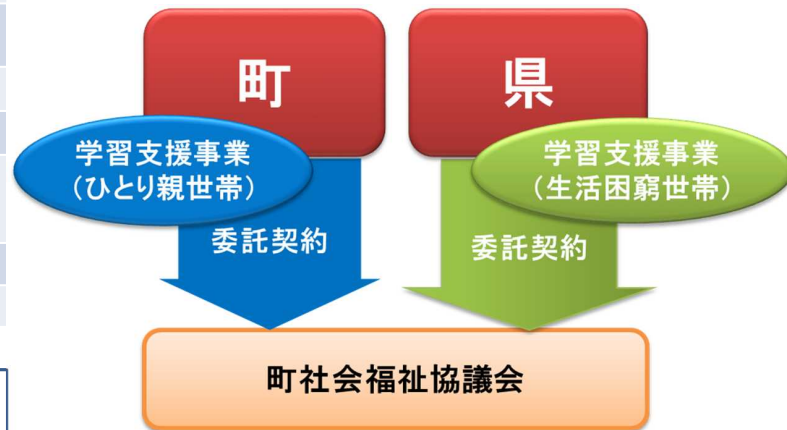 町
県
学習支援事業
（ひとり親世帯）
学習支援事業
（生活困窮世帯）
委託契約
委託契約
町社会福祉協議会